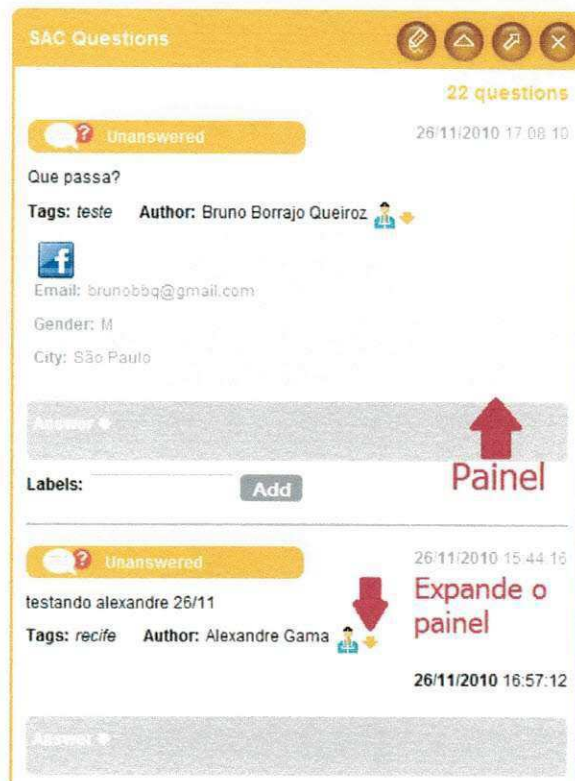 SAC Questions
22 questions
Unanswered
26/11/2010 17:08:10
Que passa?
Tags: teste Author: Bruno Borrajo Queiroz
Email: brunobbq@gmail.com
Gender: M
City: São Paulo
Answer
Painel
Labels:
Add
Unanswered
26/11/2010 15:44:16
testando alexandre 26/11
Expande o
painel
Tags: recife Author: Alexandre Gama
26/11/2010 16:57:12
Answer